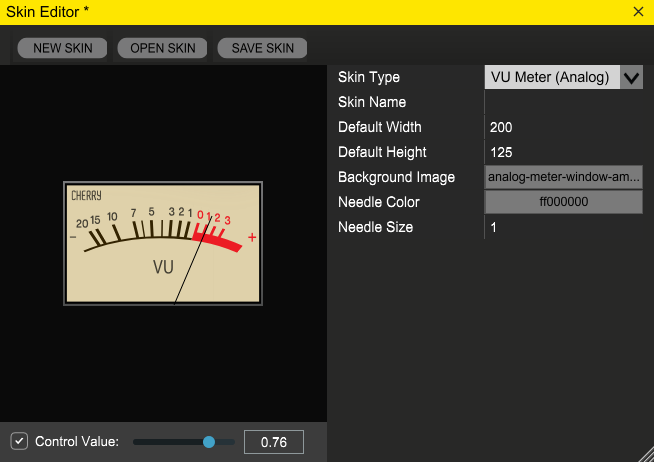 Skin Editor *
NEW SKIN OPEN SKIN SAVE SKIN
Skin Type VU Meter (Analog)
Skin Name
Default Width 200
Default Height 125
Background Image analog-meter-window-am...
Needle Color ff000000
Needle Size 1
CHERRY
20 15 10 7 5 3 2 1 0 1 2 3
- +
VU
Control Value: 0.76